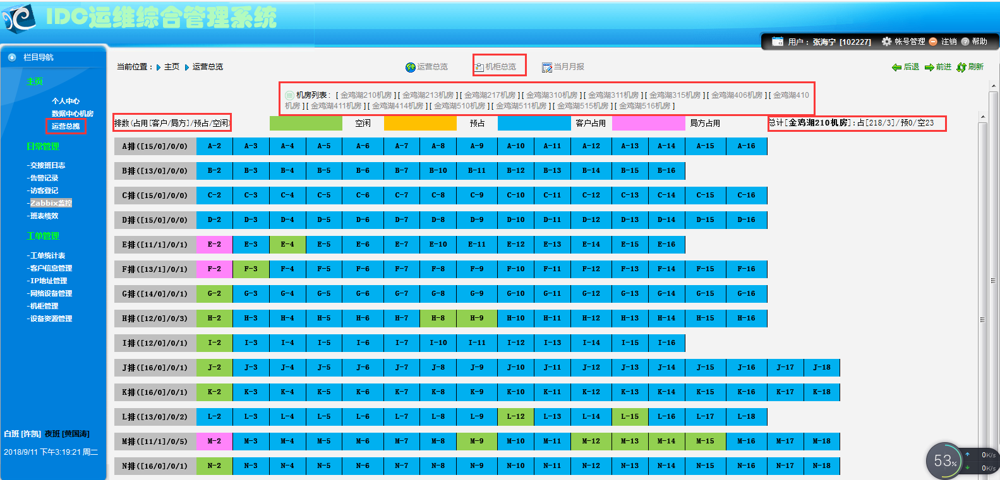 IDC运维综合管理系统
用户： 张海宁 [102227] 帐号管理 注销 帮助
栏目导航
当前位置： 主页 运营总览 运营总览 机柜总览 当月月报 后退 前进 刷新
主页
个人中心
数据中心机房
运营总揽
日常管理
-交接班日志
-告警记录
-访客登记
-Zabbix监控
-班表绩效
工单管理
-工单统计表
-客户信息管理
-IP地址管理
-网络设备管理
-机柜管理
-设备资源管理
白班 [许凯] 夜班 [黄国涛]
2018/9/11 下午3:19:21 周二
机房列表： [ 金鸡湖210机房 ] [ 金鸡湖213机房 ] [ 金鸡湖217机房 ] [ 金鸡湖310机房 ] [ 金鸡湖311机房 ] [ 金鸡湖315机房 ] [ 金鸡湖406机房 ] [ 金鸡湖410
机房 ] [ 金鸡湖411机房 ] [ 金鸡湖414机房 ] [ 金鸡湖510机房 ] [ 金鸡湖511机房 ] [ 金鸡湖515机房 ] [ 金鸡湖516机房 ]
排数(占用[客户/局方]/预占/空闲) 空闲 预占 客户占用 局方占用 总计[金鸡湖210机房]:占[218/3]/预0/空23
A排([15/0]/0/0) A-2 A-3 A-4 A-5 A-6 A-7 A-8 A-9 A-10 A-11 A-12 A-13 A-14 A-15 A-16
B排([13/0]/0/0) B-2 B-3 B-4 B-5 B-6 B-7 B-10 B-11 B-12 B-13 B-14 B-15 B-16
C排([15/0]/0/0) C-2 C-3 C-4 C-5 C-6 C-7 C-8 C-9 C-10 C-11 C-12 C-13 C-14 C-15 C-16
D排([15/0]/0/0) D-2 D-3 D-4 D-5 D-6 D-7 D-8 D-9 D-10 D-11 D-12 D-13 D-14 D-15 D-16
E排([11/1]/0/1) E-2 E-3 E-4 E-5 E-6 E-7 E-10 E-11 E-12 E-13 E-14 E-15 E-16
F排([13/1]/0/1) F-2 F-3 F-4 F-5 F-6 F-7 F-8 F-9 F-10 F-11 F-12 F-13 F-14 F-15 F-16
G排([14/0]/0/1) G-2 G-3 G-4 G-5 G-6 G-7 G-8 G-9 G-10 G-11 G-12 G-13 G-14 G-15 G-16
H排([12/0]/0/3) H-2 H-3 H-4 H-5 H-6 H-7 H-8 H-9 H-10 H-11 H-12 H-13 H-14 H-15 H-16
I排([12/0]/0/1) I-2 I-3 I-4 I-5 I-6 I-7 I-10 I-11 I-12 I-13 I-14 I-15 I-16
J排([16/0]/0/1) J-2 J-3 J-4 J-5 J-6 J-7 J-8 J-9 J-10 J-11 J-12 J-13 J-14 J-15 J-16 J-17 J-18
K排([16/0]/0/1) K-2 K-3 K-4 K-5 K-6 K-7 K-8 K-9 K-10 K-11 K-12 K-13 K-14 K-15 K-16 K-17 K-18
L排([13/0]/0/2) L-2 L-3 L-4 L-5 L-6 L-7 L-8 L-9 L-12 L-13 L-14 L-15 L-16 L-17 L-18
M排([11/1]/0/5) M-2 M-3 M-4 M-5 M-6 M-7 M-8 M-9 M-10 M-11 M-12 M-13 M-14 M-15 M-16 M-17 M-18
N排([16/0]/0/1) N-2 N-3 N-4 N-5 N-6 N-7 N-8 N-9 N-10 N-11 N-12 N-13 N-14 N-15 N-16 N-17 N-18
53% 0K/s
0K/s